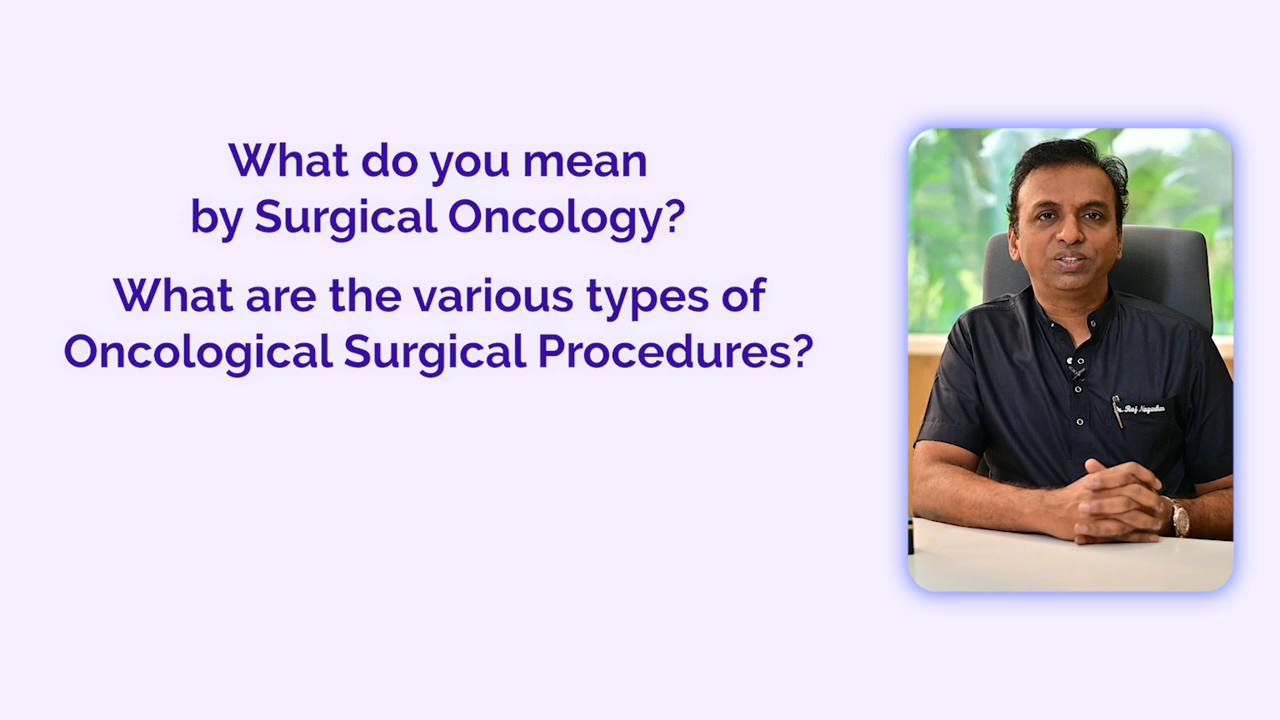 What do you mean
by Surgical Oncology?
What are the various types of
Oncological Surgical Procedures?